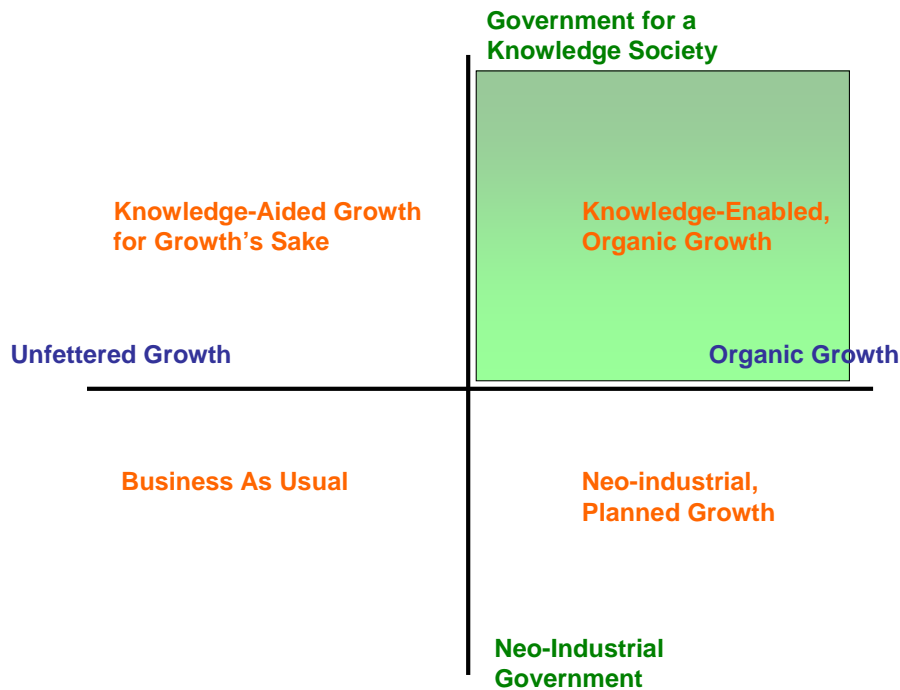 Government for a
Knowledge Society
Knowledge-Aided Growth
for Growth’s Sake
Knowledge-Enabled,
Organic Growth
Unfettered Growth
Organic Growth
Business As Usual
Neo-industrial,
Planned Growth
Neo-Industrial
Government